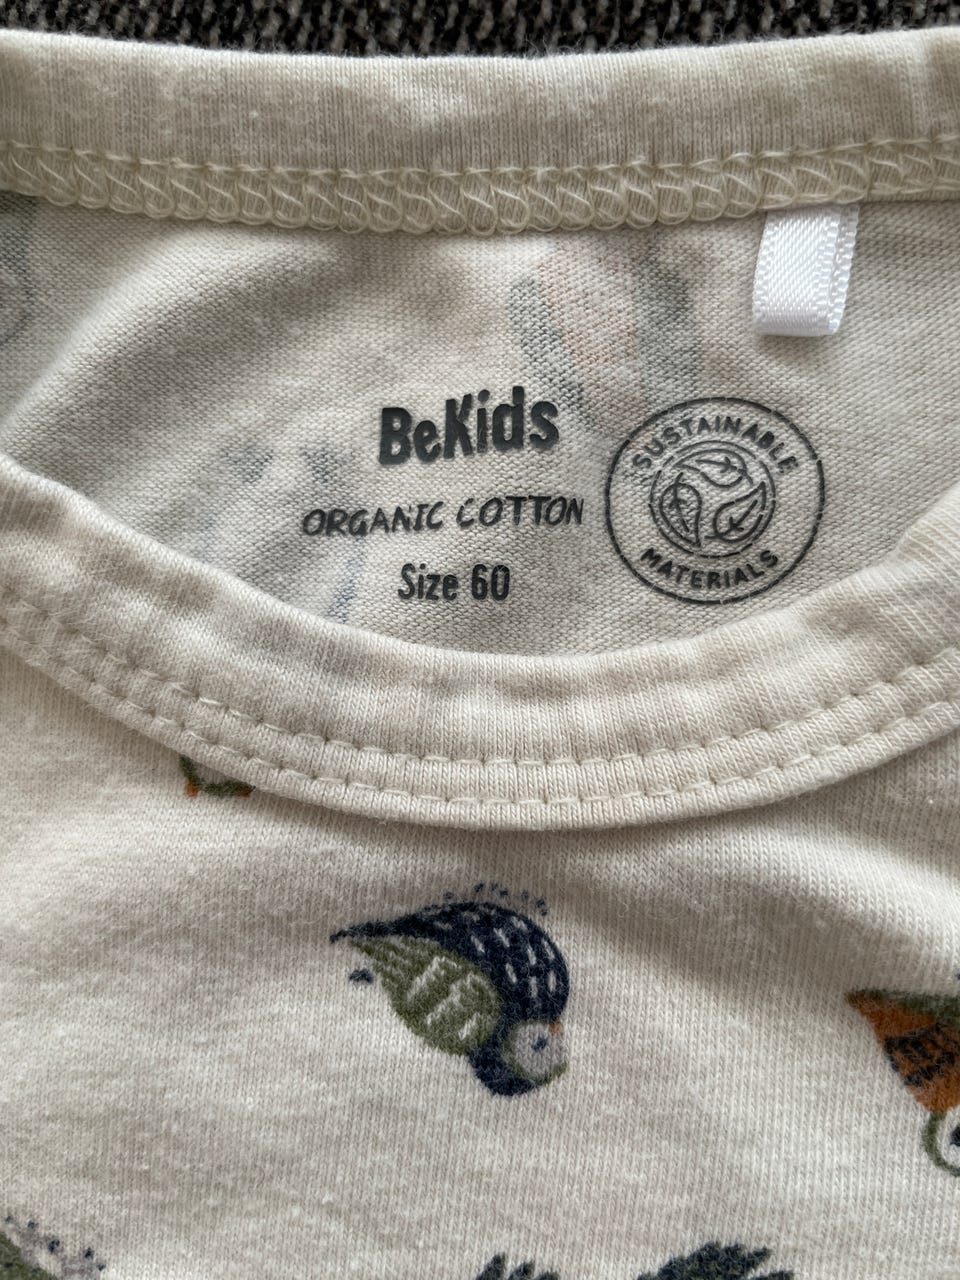 BeKids
ORGANIC COTTON
Size 60
SUSTAINABLE
MATERIALS